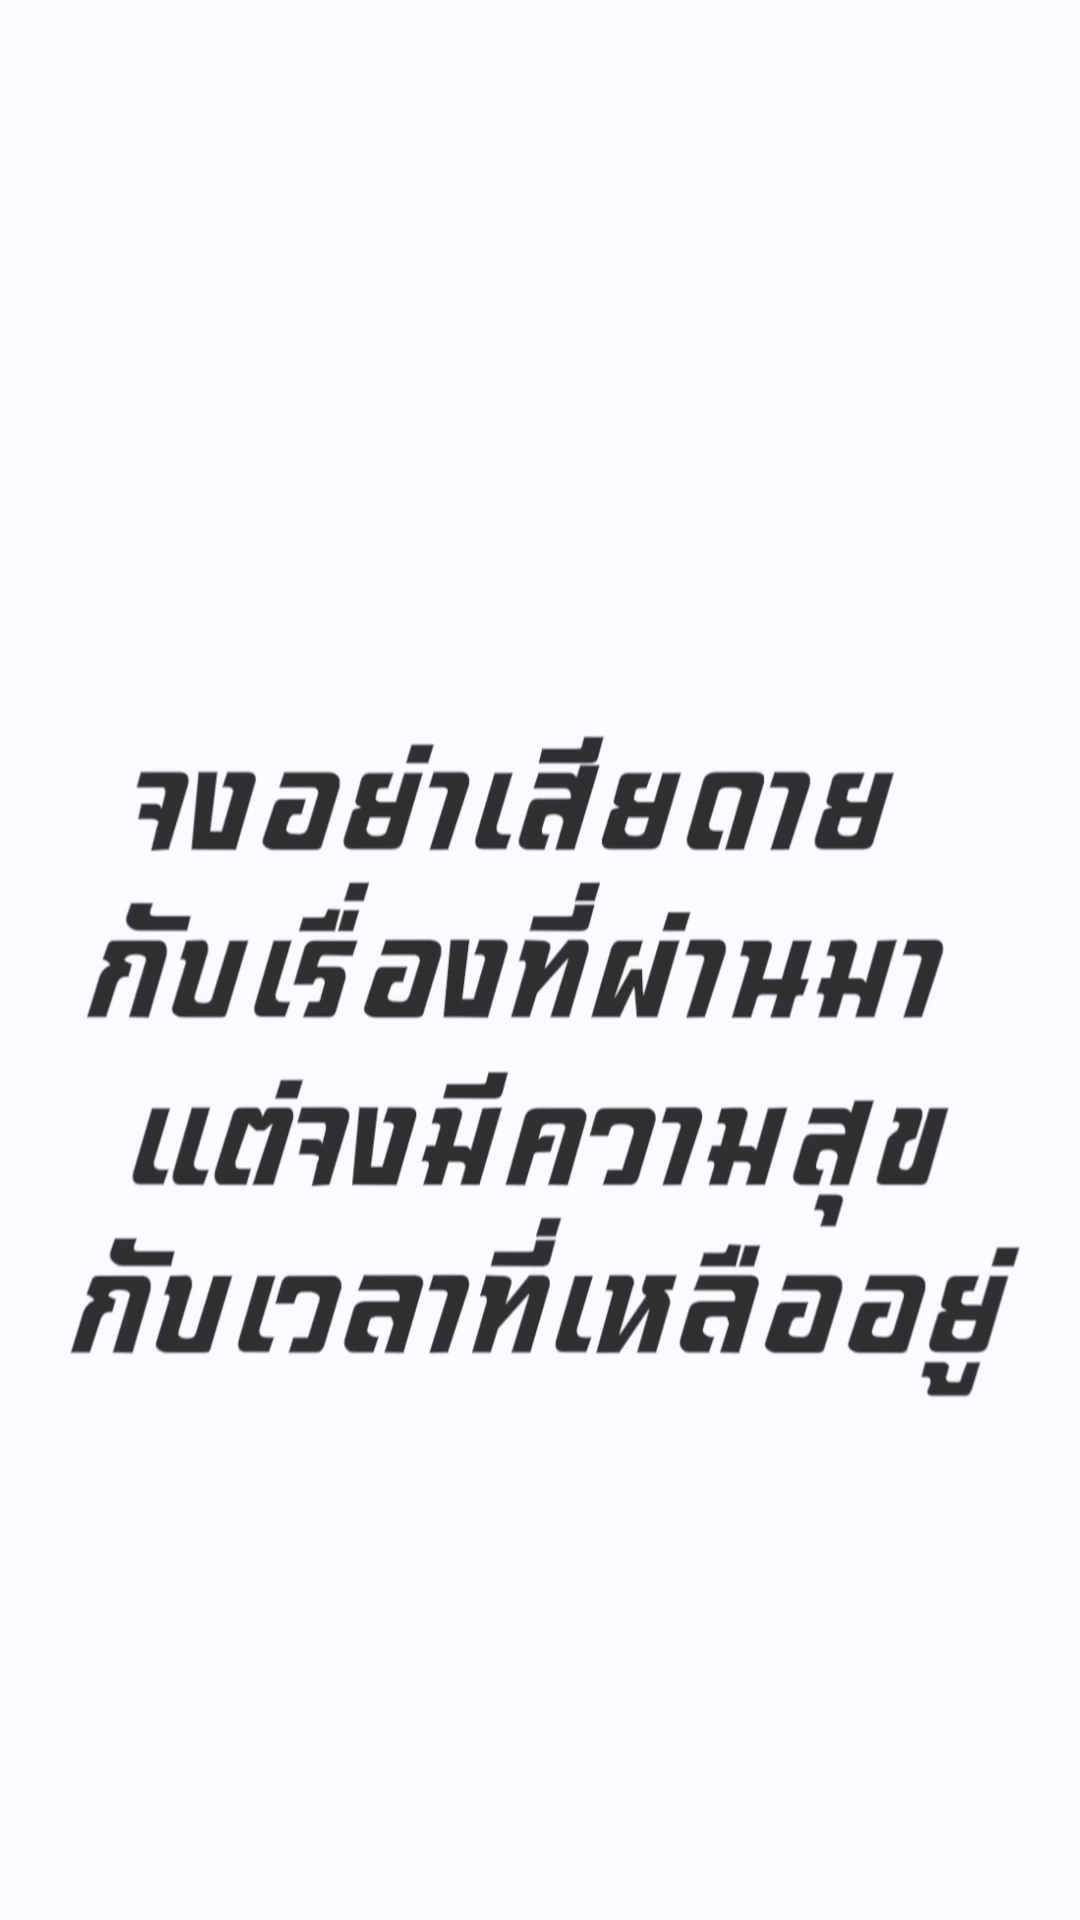 จงอย่าเสียดาย
กับเรื่องที่ผ่านมา
แต่จงมีความสุข
กับเวลาที่เหลืออยู่